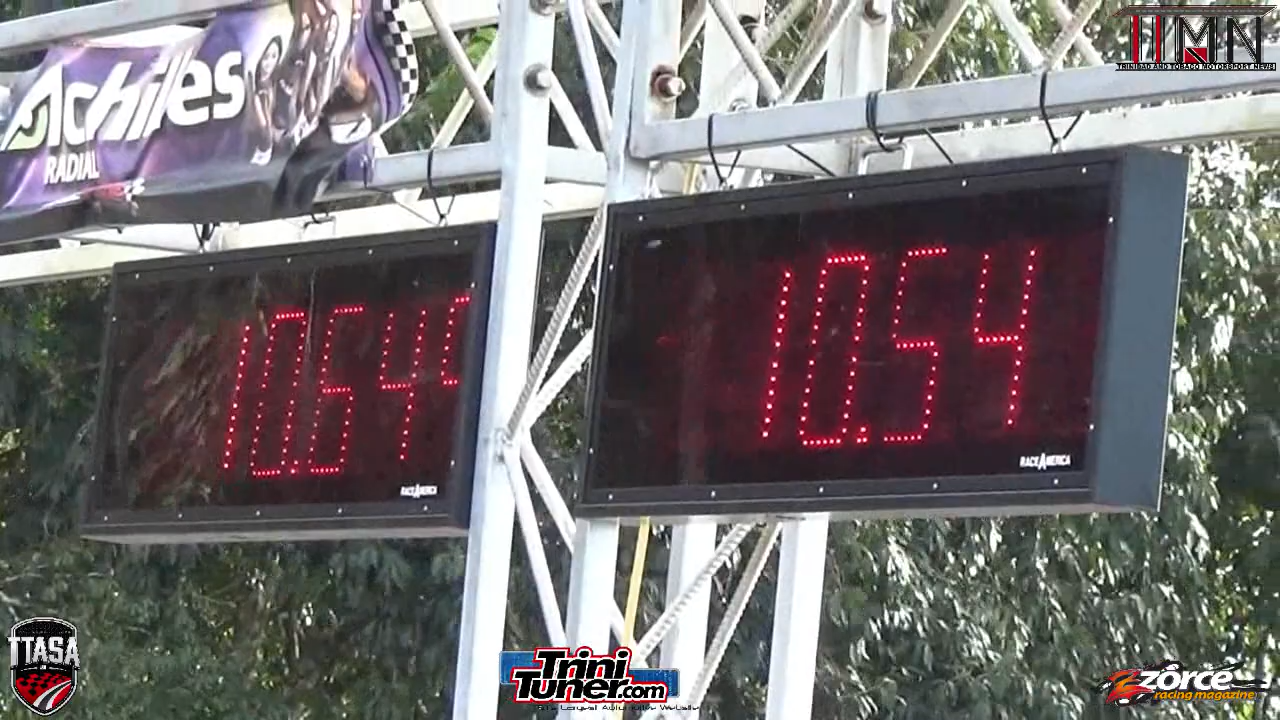 TTMN
TRINIDAD AND TOBAGO MOTORSPORT NEWS
Achilles
RADIAL
10.649
RACEAMERICA
10.54
RACEAMERICA
TTASA
TriniTuner.com
zorce
racing magazine